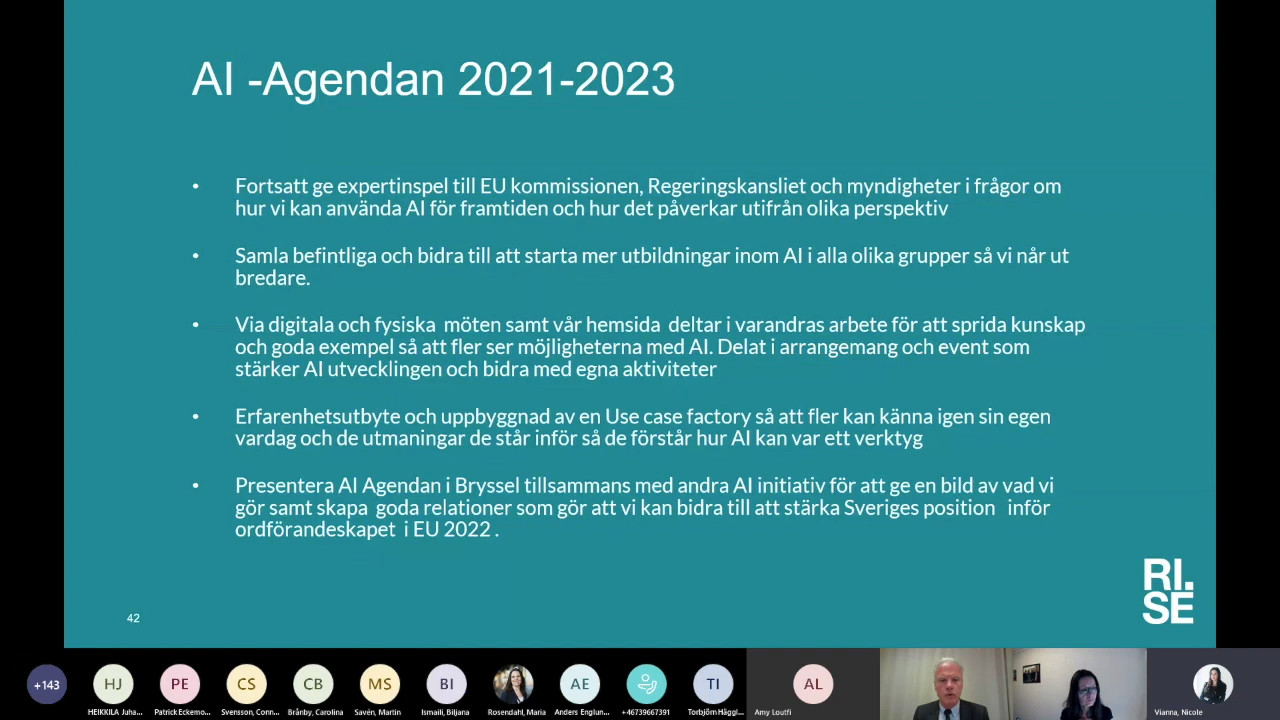 AI -Agendan 2021-2023
• Fortsatt ge expertinspel till EU kommissionen, Regeringskansliet och myndigheter i frågor om
hur vi kan använda AI för framtiden och hur det påverkar utifrån olika perspektiv
• Samla befintliga och bidra till att starta mer utbildningar inom AI i alla olika grupper så vi når ut
bredare.
• Via digitala och fysiska möten samt vår hemsida deltar i varandras arbete för att sprida kunskap
och goda exempel så att fler ser möjligheterna med AI. Delat i arrangemang och event som
stärker AI utvecklingen och bidra med egna aktiviteter
• Erfarenhetsutbyte och uppbyggnad av en Use case factory så att fler kan känna igen sin egen
vardag och de utmaningar de står inför så de förstår hur AI kan var ett verktyg
• Presentera AI Agendan i Bryssel tillsammans med andra AI initiativ för att ge en bild av vad vi
gör samt skapa goda relationer som gör att vi kan bidra till att stärka Sveriges position inför
ordförandeskapet i EU 2022 .
42
RI.
SE
+143
HJ
PE
CS
CB
MS
BI
AE
TI
AL
HEIKKILA Juha...
Patrick Eckemo...
Svensson, Conn...
Brånby, Carolina
Savén, Martin
Ismaili, Biljana
Rosendahl, Maria
Anders Englun...
+46739667391
Torbjöm Häggl...
Amy Loutfi
Vianna, Nicole